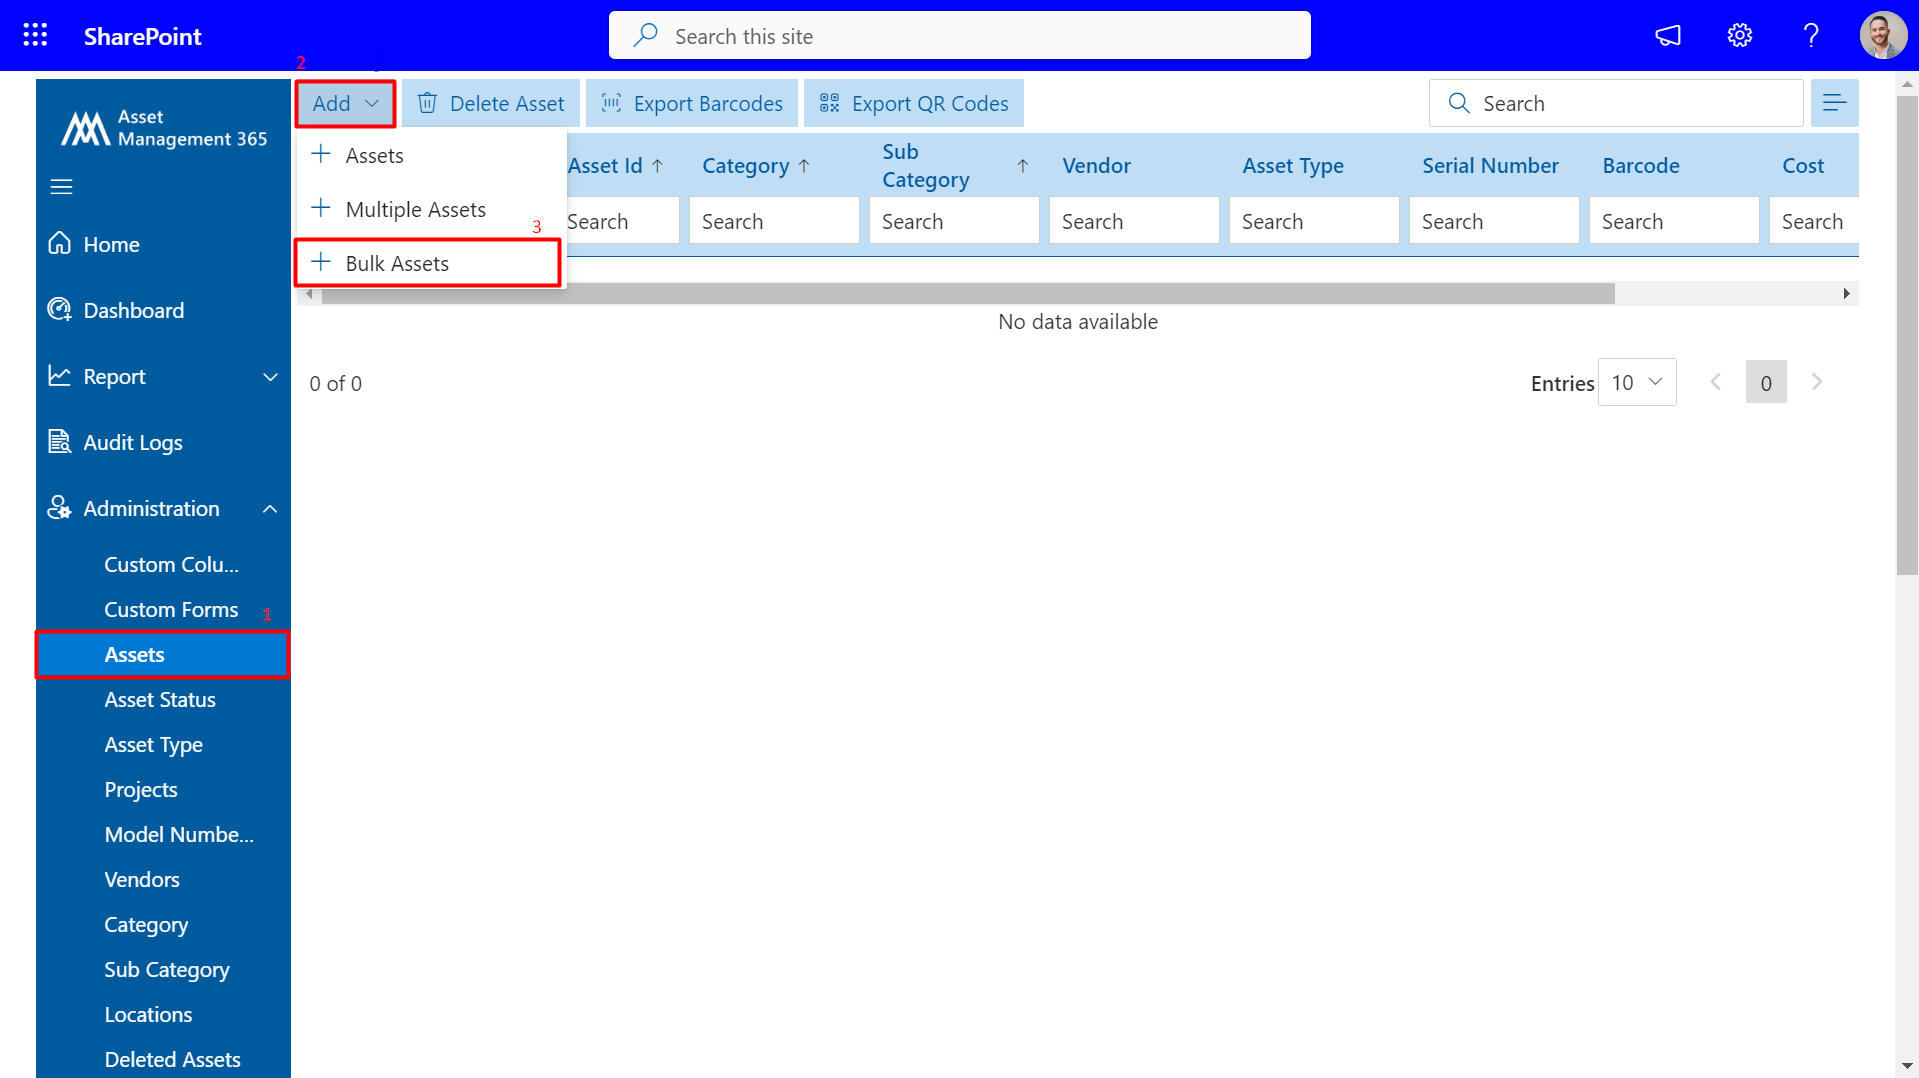 SharePoint
Search this site
2
Asset
Management 365
Add
Delete Asset
Export Barcodes
Export QR Codes
Search
Assets
Multiple Assets
3
Bulk Assets
Asset Id
Category
Sub
Category
Vendor
Asset Type
Serial Number
Barcode
Cost
Search
Search
Search
Search
Search
Search
Search
Search
No data available
0 of 0
Entries
10
0
Home
Dashboard
Report
Audit Logs
Administration
Custom Colu...
Custom Forms
1
Assets
Asset Status
Asset Type
Projects
Model Numbe...
Vendors
Category
Sub Category
Locations
Deleted Assets